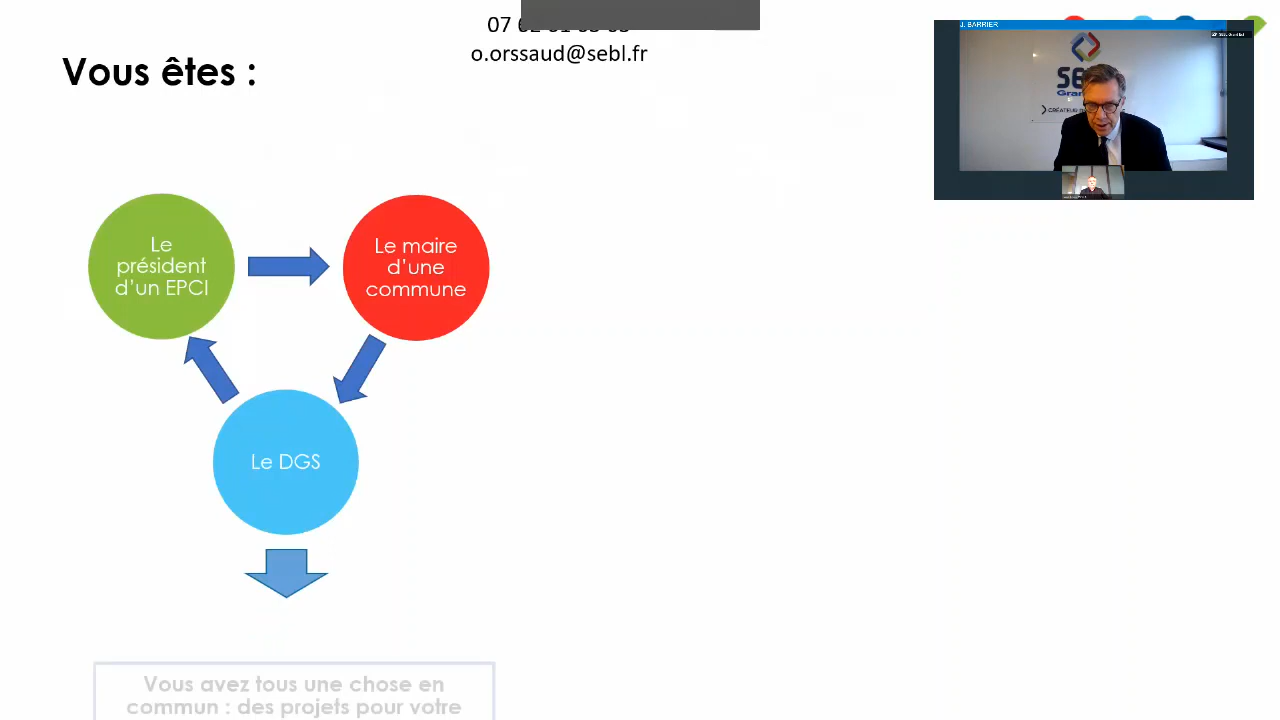 o.orssaud@sebl.fr
Vous êtes :
J. BARRIER
Le
président
d'un EPCI
Le maire
d'une
commune
Le DGS
Vous avez tous une chose en
commun : des projets pour votre